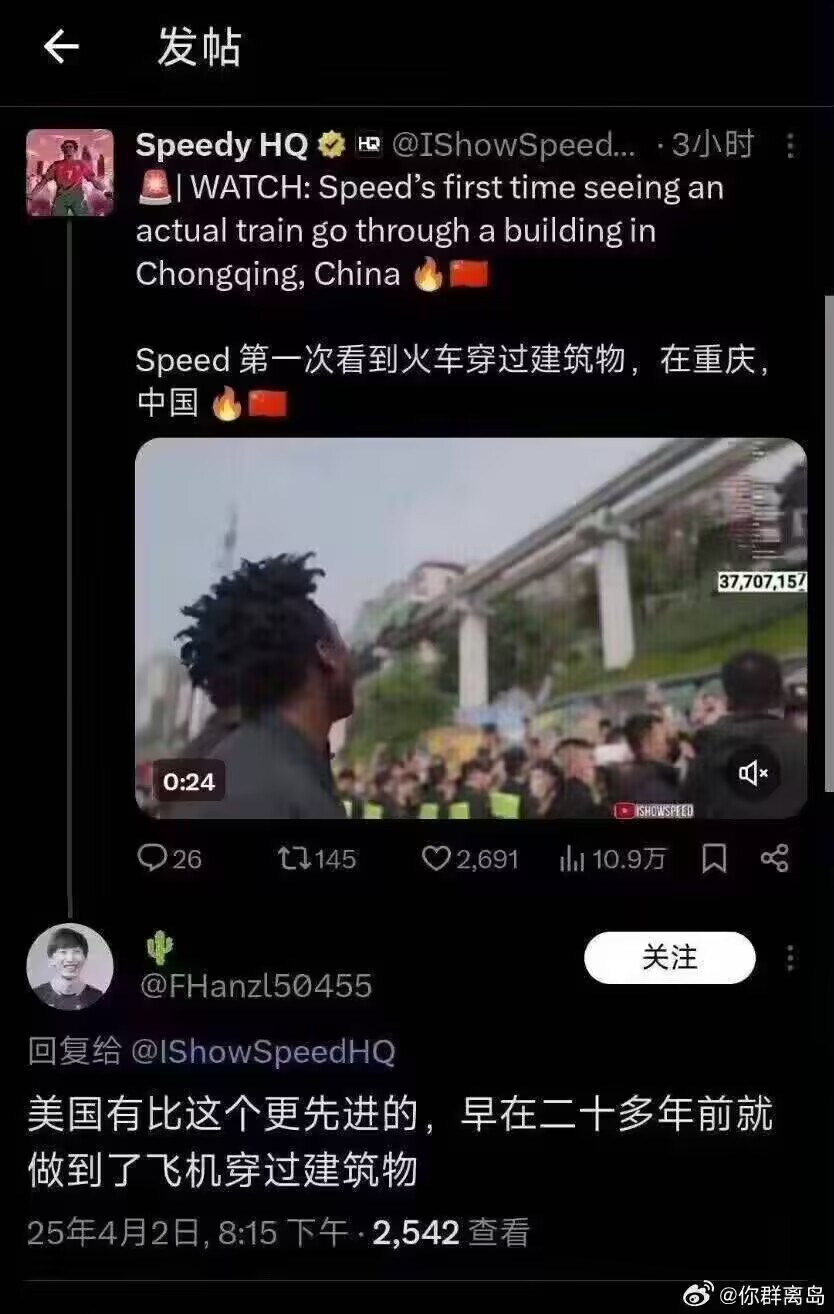 发帖
Speedy HQ HQ @IShowSpeed... ·3小时
🚨| WATCH: Speed's first time seeing an
actual train go through a building in
Chongqing, China 🔥🇨🇳
Speed 第一次看到火车穿过建筑物，在重庆，
中国 🔥🇨🇳
37,707,157
0:24
ISHOWSPEED
26 145 2,691 10.9万
🌵
@FHanzl50455
关注
回复给 @IShowSpeedHQ
美国有比这个更先进的，早在二十多年前就
做到了飞机穿过建筑物
25年4月2日, 8:15 下午 · 2,542 查看
@你群离岛